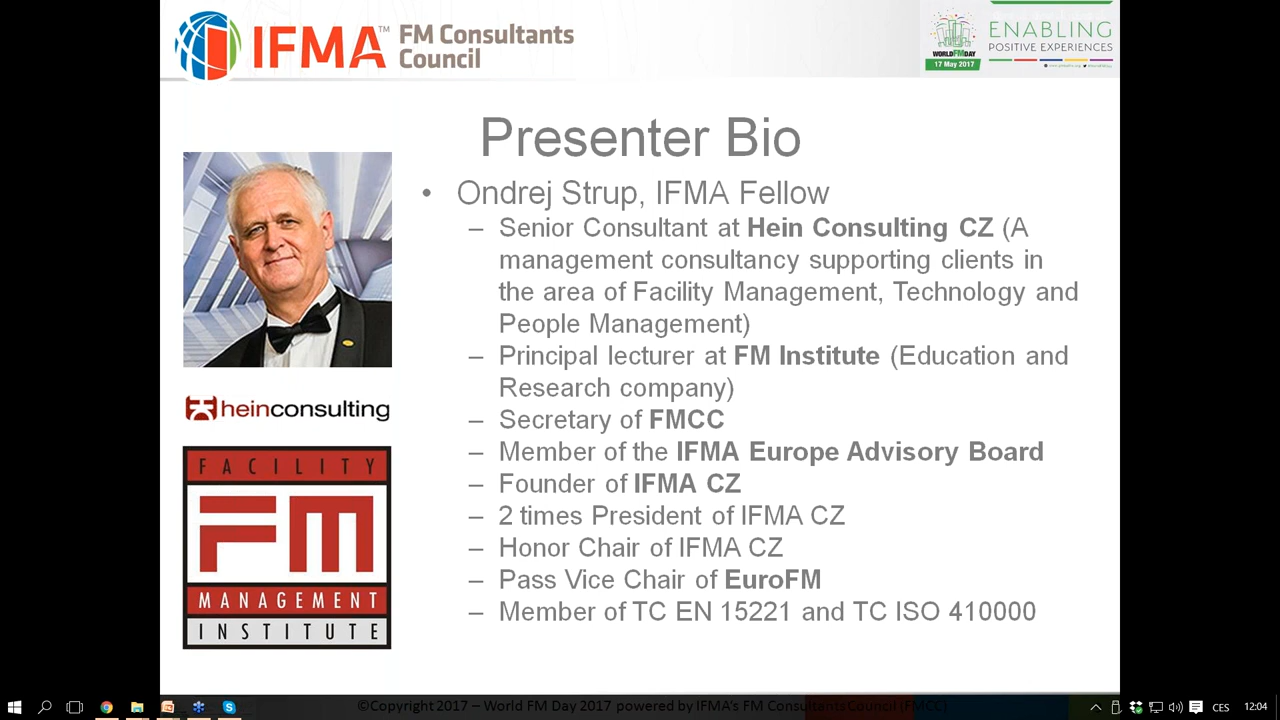 IFMA™ FM Consultants
Council
WORLDFMDAY
17 May 2017
ENABLING
POSITIVE EXPERIENCES
Presenter Bio
• Ondrej Strup, IFMA Fellow
– Senior Consultant at Hein Consulting CZ (A
management consultancy supporting clients in
the area of Facility Management, Technology and
People Management)
– Principal lecturer at FM Institute (Education and
Research company)
– Secretary of FMCC
– Member of the IFMA Europe Advisory Board
– Founder of IFMA CZ
– 2 times President of IFMA CZ
– Honor Chair of IFMA CZ
– Pass Vice Chair of EuroFM
– Member of TC EN 15221 and TC ISO 410000
heinconsulting
FACILITY
FM
MANAGEMENT
INSTITUTE
©Copyright 2017 – World FM Day 2017 powered by IFMA's FM Consultants Council (FMCC)
CES 12:04